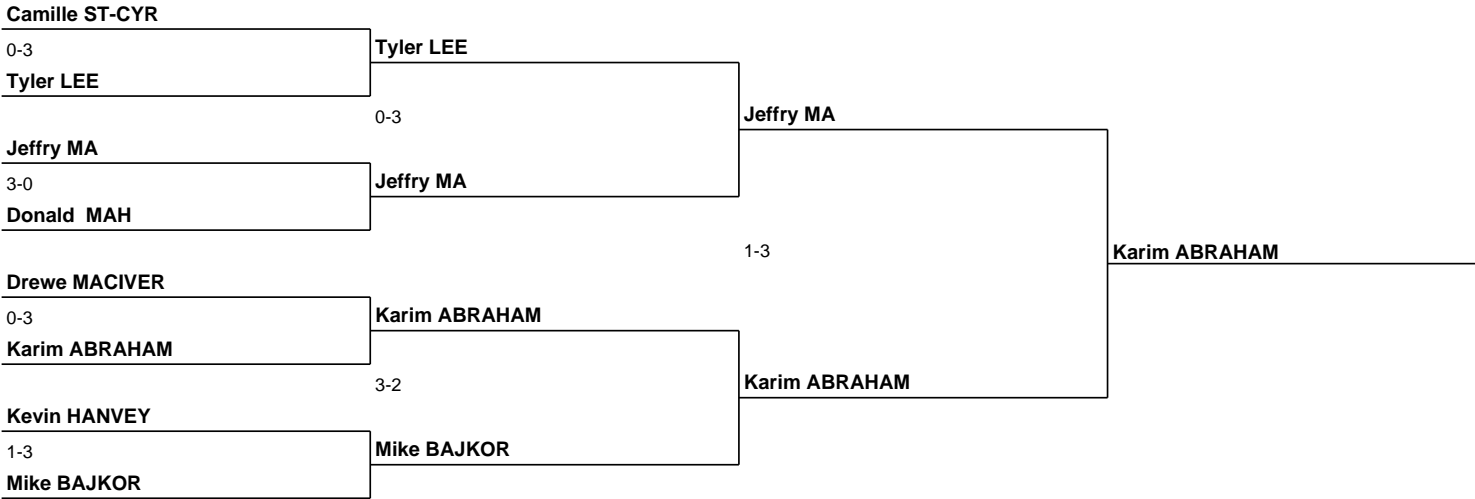 Camille ST-CYR
0-3
Tyler LEE
Tyler LEE
0-3
Jeffry MA
Jeffry MA
3-0
Jeffry MA
Donald  MAH
1-3
Karim ABRAHAM
Drewe MACIVER
0-3
Karim ABRAHAM
Karim ABRAHAM
3-2
Karim ABRAHAM
Kevin HANVEY
1-3
Mike BAJKOR
Mike BAJKOR